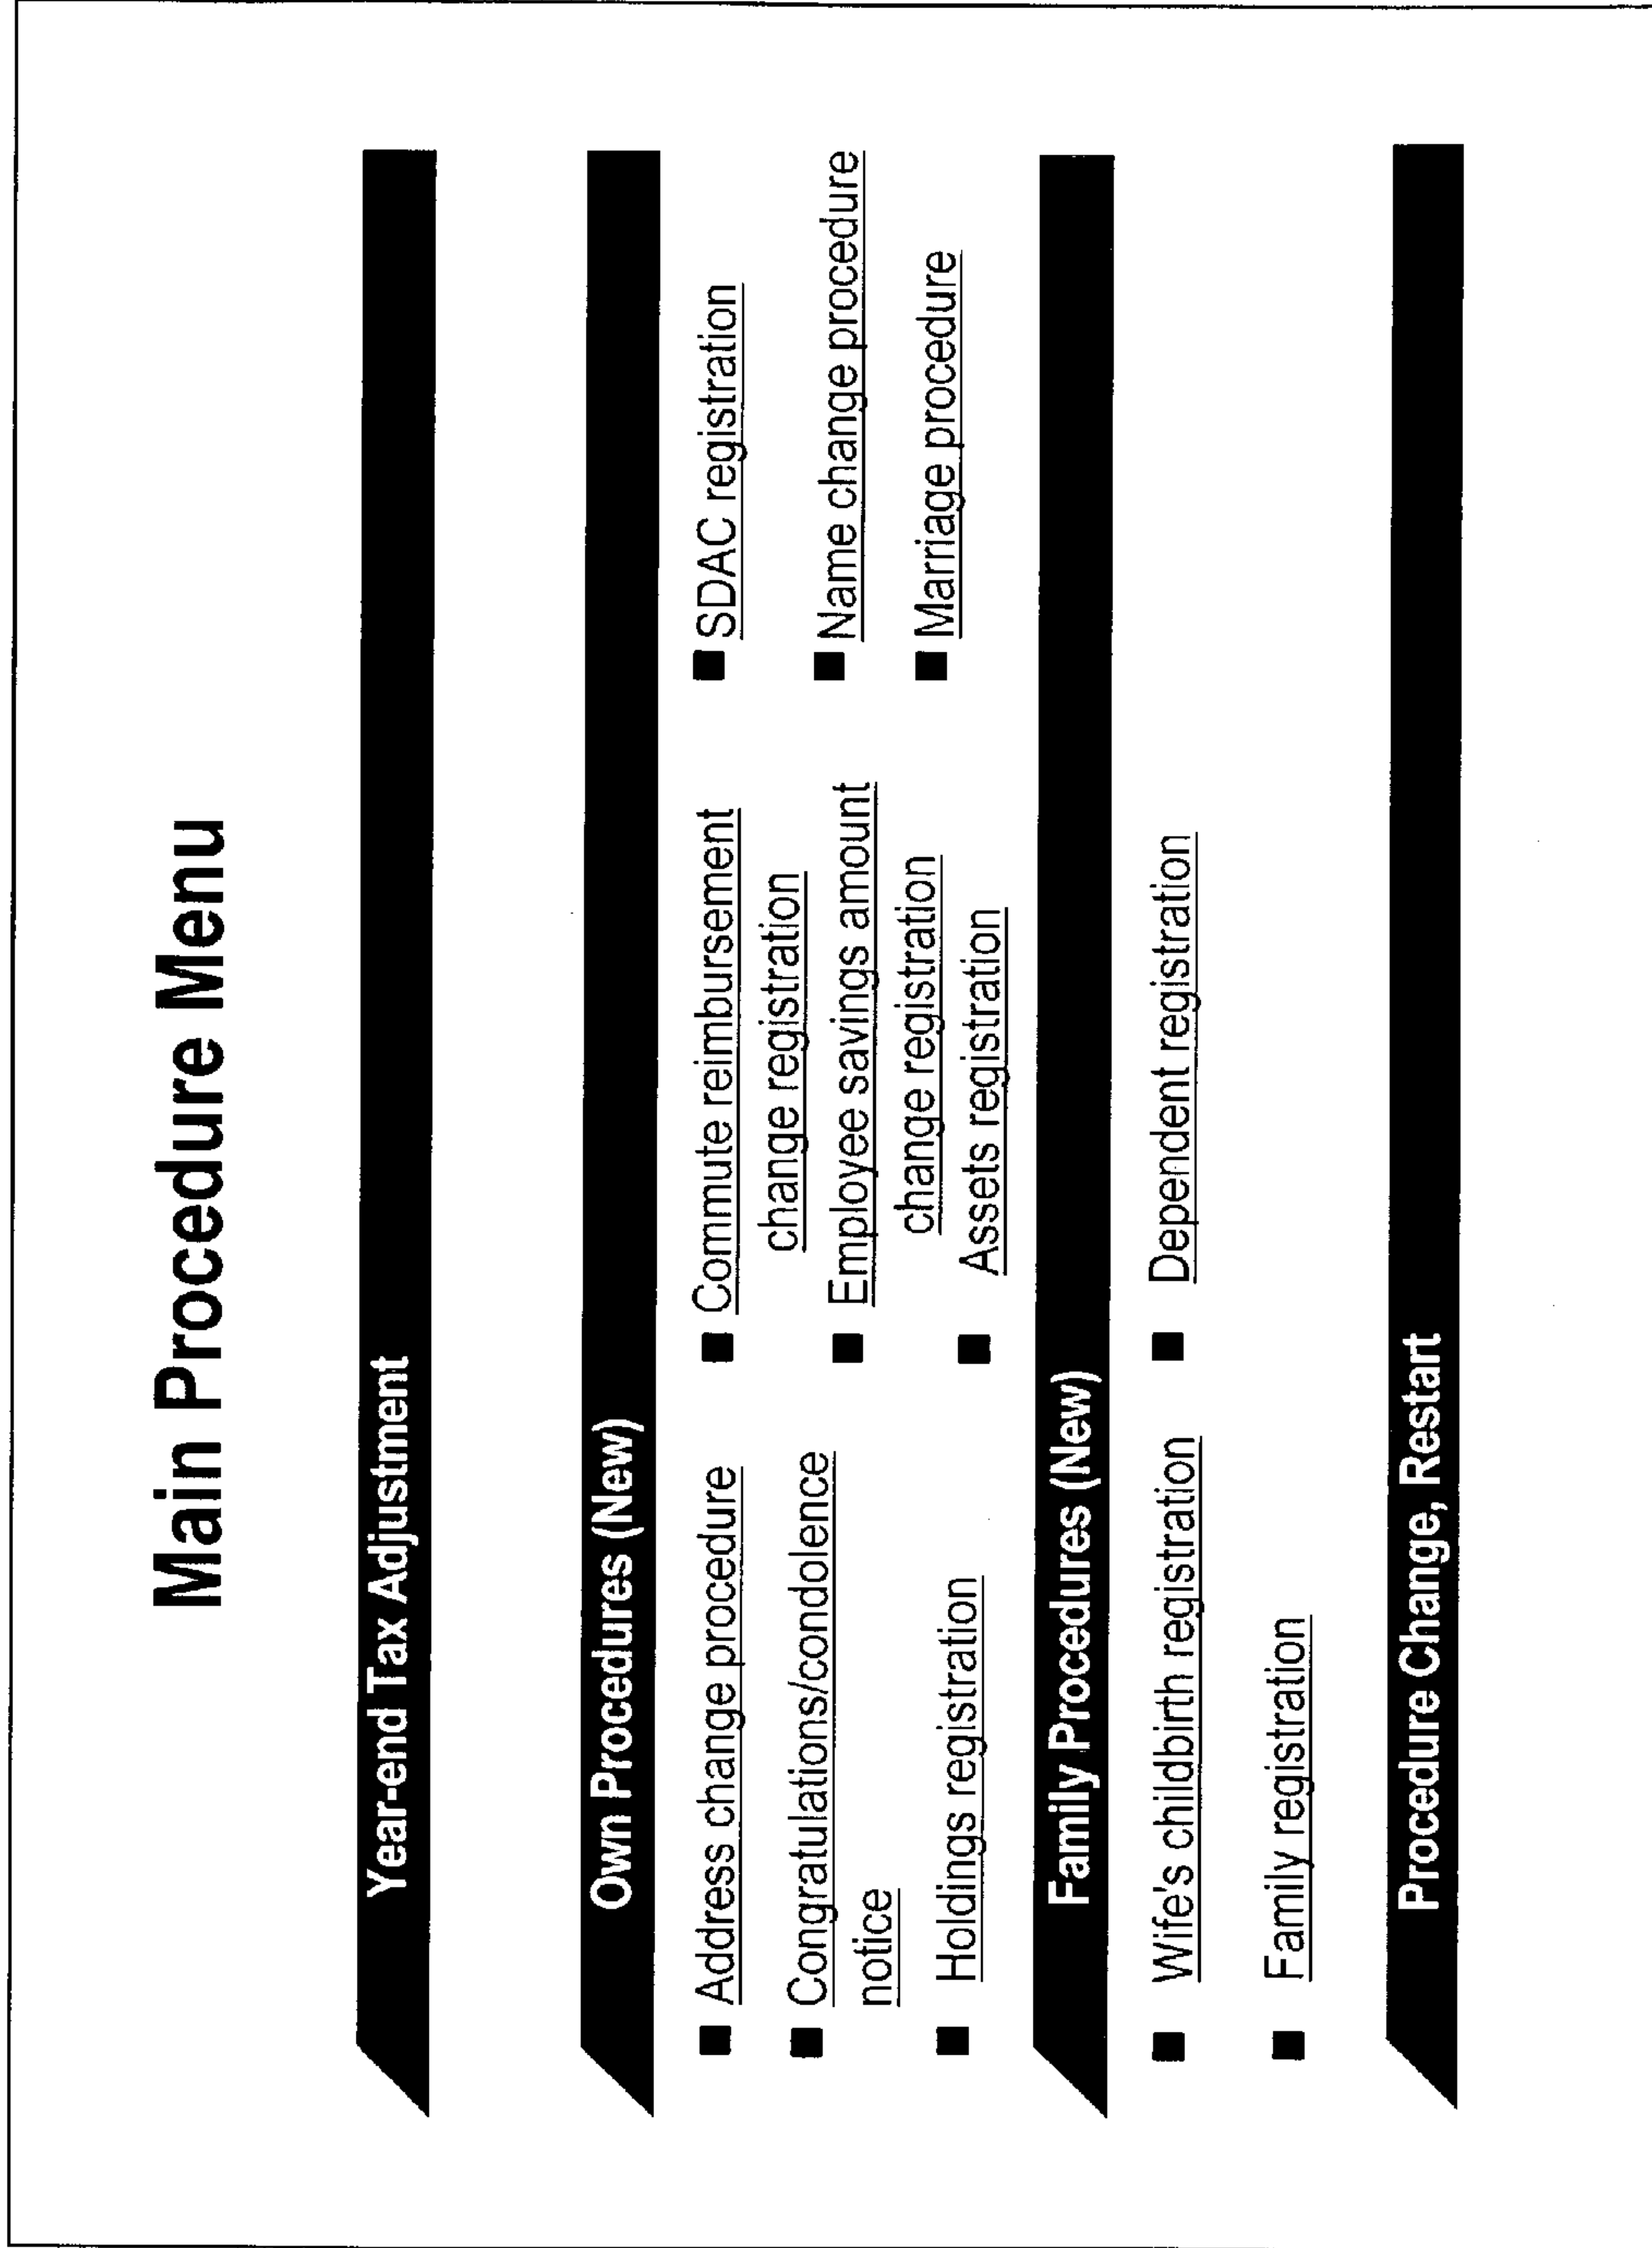 Main Procedure Menu
Year-end Tax Adjustment
Own Procedures (New)
Address change procedure
Congratulations/condolence
notice
Holdings registration
Commute reimbursement
change registration
Employee savings amount
change registration
Assets registration
SDAC registration
Name change procedure
Marriage procedure
Family Procedures (New)
Wife's childbirth registration
Family registration
Dependent registration
Procedure Change, Restart